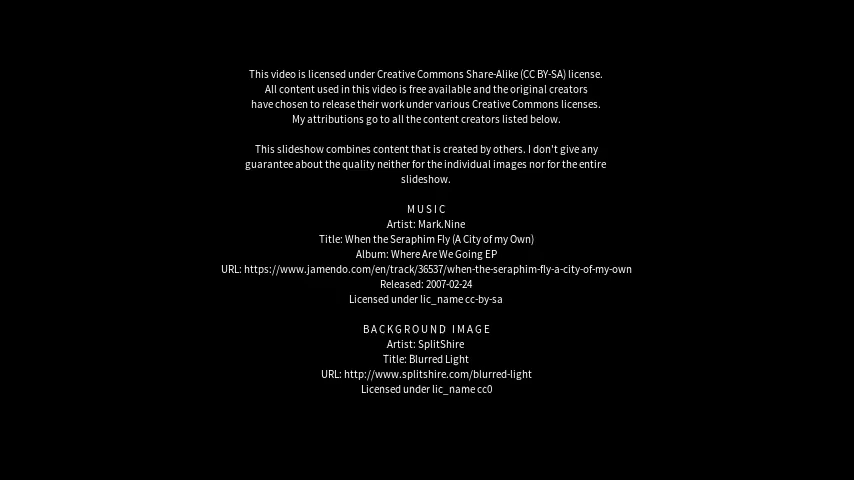 This video is licensed under Creative Commons Share-Alike (CC BY-SA) license.
All content used in this video is free available and the original creators
have chosen to release their work under various Creative Commons licenses.
My attributions go to all the content creators listed below.
This slideshow combines content that is created by others. I don't give any
guarantee about the quality neither for the individual images nor for the entire
slideshow.
MUSIC
Artist: Mark.Nine
Title: When the Seraphim Fly (A City of my Own)
Album: Where Are We Going EP
URL: https://www.jamendo.com/en/track/36537/when-the-seraphim-fly-a-city-of-my-own
Released: 2007-02-24
Licensed under lic_name cc-by-sa
BACKGROUND IMAGE
Artist: SplitShire
Title: Blurred Light
URL: http://www.splitshire.com/blurred-light
Licensed under lic_name cc0